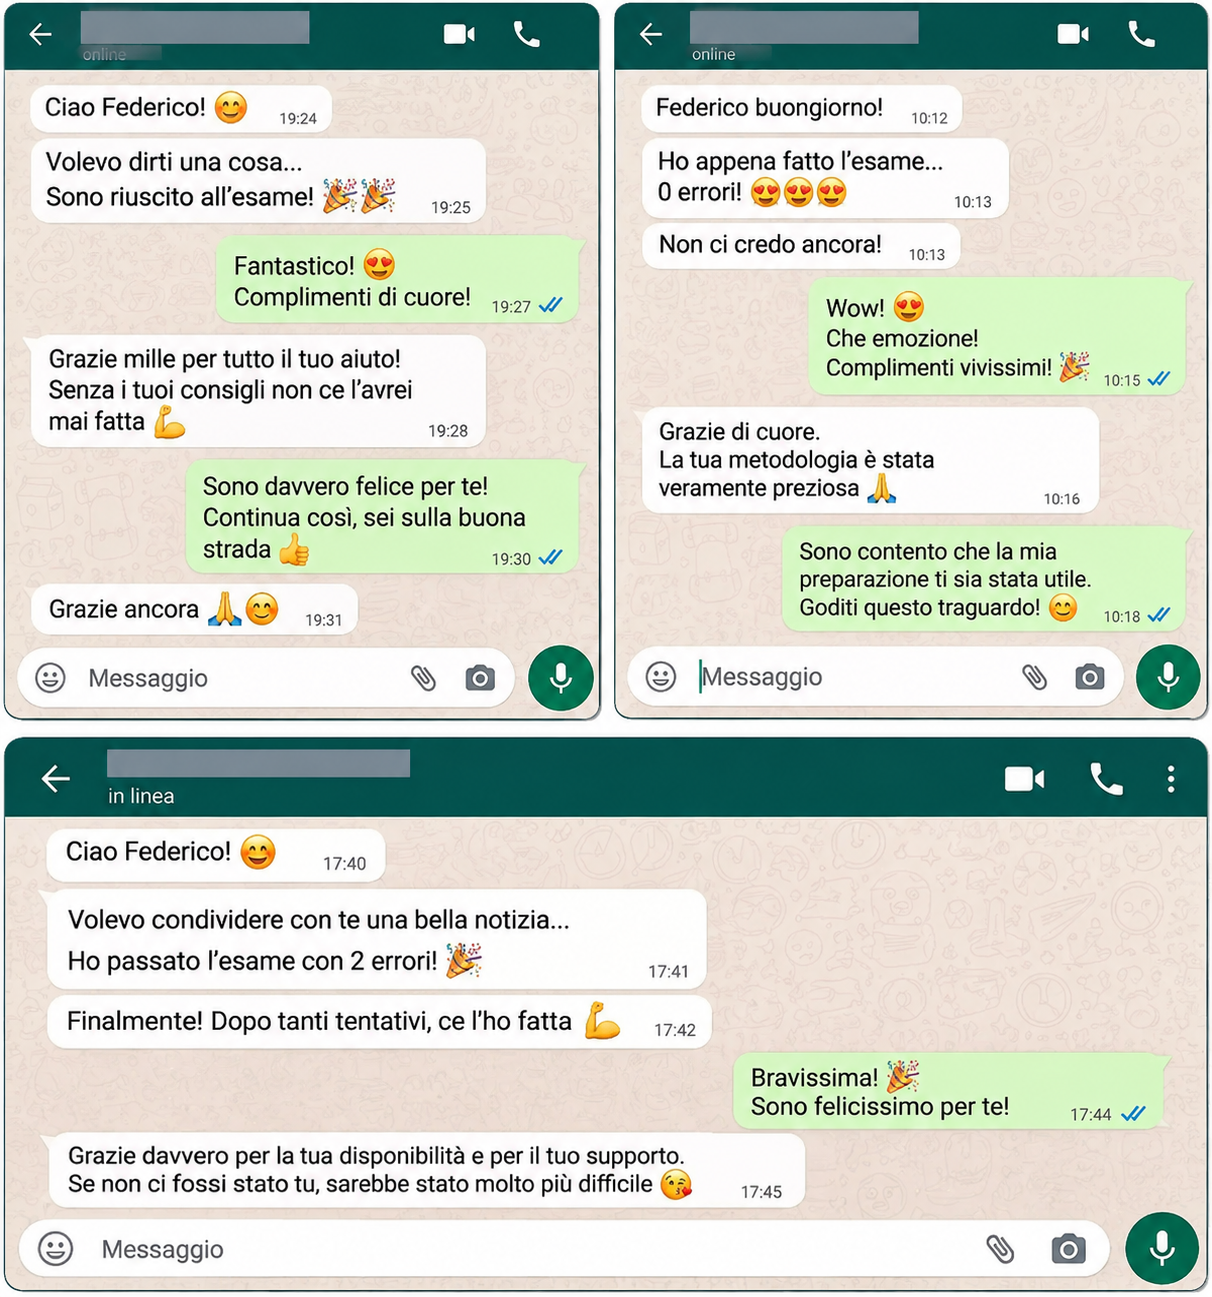 online
Ciao Federico! 😊 19:24
Volevo dirti una cosa...
Sono riuscito all'esame! 🎉🎉 19:25
Fantastico! 😍
Complimenti di cuore! 19:27
Grazie mille per tutto il tuo aiuto!
Senza i tuoi consigli non ce l'avrei
mai fatta 💪 19:28
Sono davvero felice per te!
Continua così, sei sulla buona
strada 👍 19:30
Grazie ancora 🙏😊 19:31
Messaggio
online
Federico buongiorno! 10:12
Ho appena fatto l'esame...
0 errori! 😍😍😍 10:13
Non ci credo ancora! 10:13
Wow! 😍
Che emozione!
Complimenti vivissimi! 🎉 10:15
Grazie di cuore.
La tua metodologia è stata
veramente preziosa 🙏 10:16
Sono contento che la mia
preparazione ti sia stata utile.
Goditi questo traguardo! 😊 10:18
Messaggio
in linea
Ciao Federico! 😊 17:40
Volevo condividere con te una bella notizia...
Ho passato l'esame con 2 errori! 🎉 17:41
Finalmente! Dopo tanti tentativi, ce l'ho fatta 💪 17:42
Bravissima! 🎉
Sono felicissimo per te! 17:44
Grazie davvero per la tua disponibilità e per il tuo supporto.
Se non ci fossi stato tu, sarebbe stato molto più difficile 😘 17:45
Messaggio